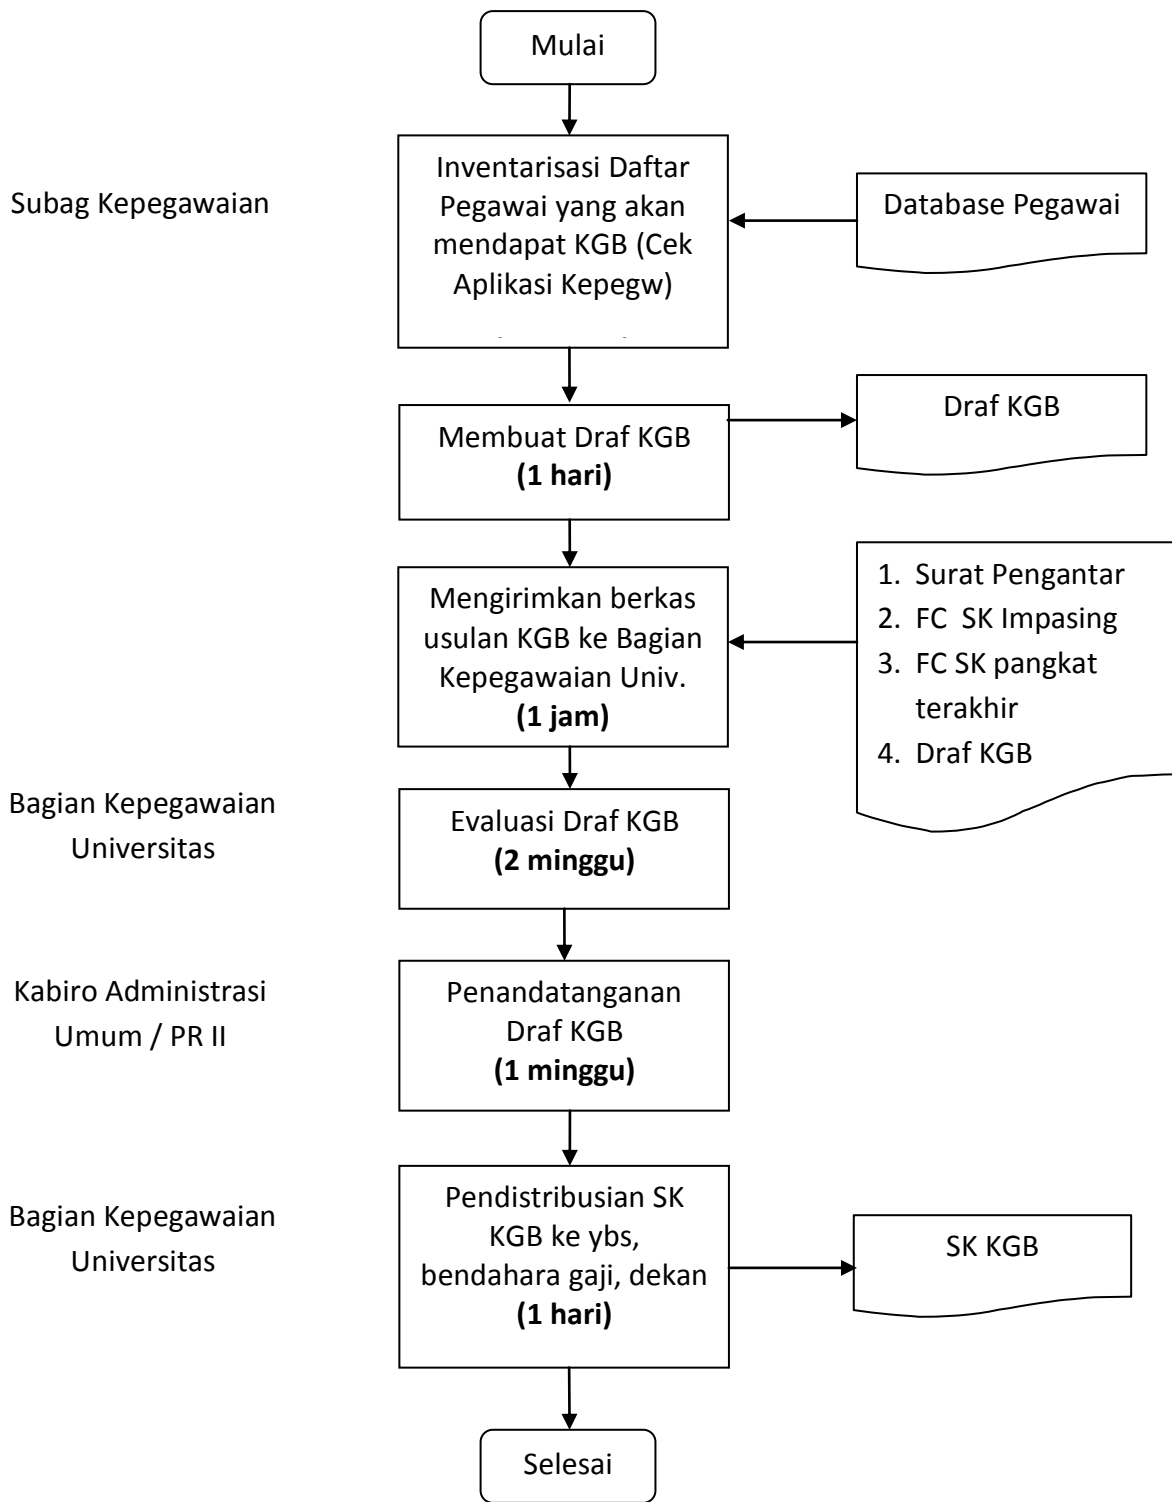 Mulai
Subag Kepegawaian
Inventarisasi Daftar
Pegawai yang akan
mendapat KGB (Cek
Aplikasi Kepegw)
Database Pegawai
Membuat Draf KGB
(1 hari)
Draf KGB
Mengirimkan berkas
usulan KGB ke Bagian
Kepegawaian Univ.
(1 jam)
1. Surat Pengantar
2. FC SK Impasing
3. FC SK pangkat
terakhir
4. Draf KGB
Bagian Kepegawaian
Universitas
Evaluasi Draf KGB
(2 minggu)
Kabiro Administrasi
Umum / PR II
Penandatanganan
Draf KGB
(1 minggu)
Bagian Kepegawaian
Universitas
Pendistribusian SK
KGB ke ybs,
bendahara gaji, dekan
(1 hari)
SK KGB
Selesai